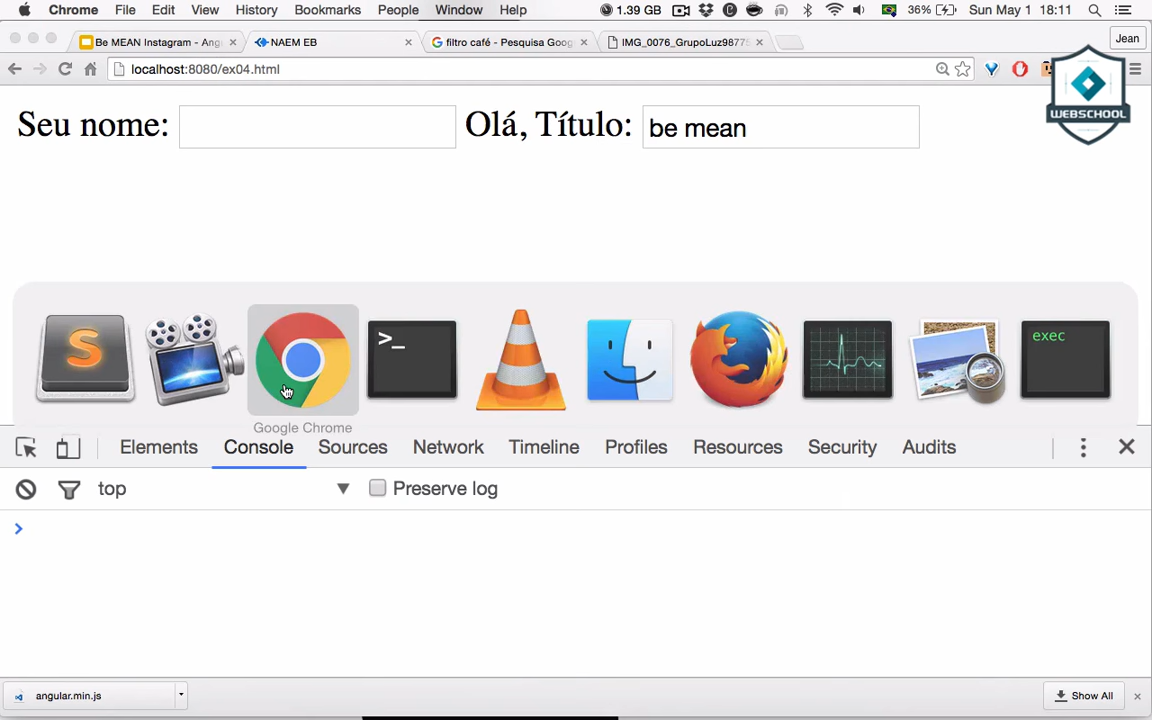 Chrome File Edit View History Bookmarks People Window Help 1.39 GB 36% Sun May 1 18:11
Be MEAN Instagram - Ang NAEM EB filtro café - Pesquisa Goog IMG_0076_GrupoLuz9877 Jean
localhost:8080/ex04.html
WEBSCHOOL
Seu nome: Olá, Título: be mean
S >_ exec
Google Chrome
Elements Console Sources Network Timeline Profiles Resources Security Audits
top Preserve log
>
angular.min.js Show All